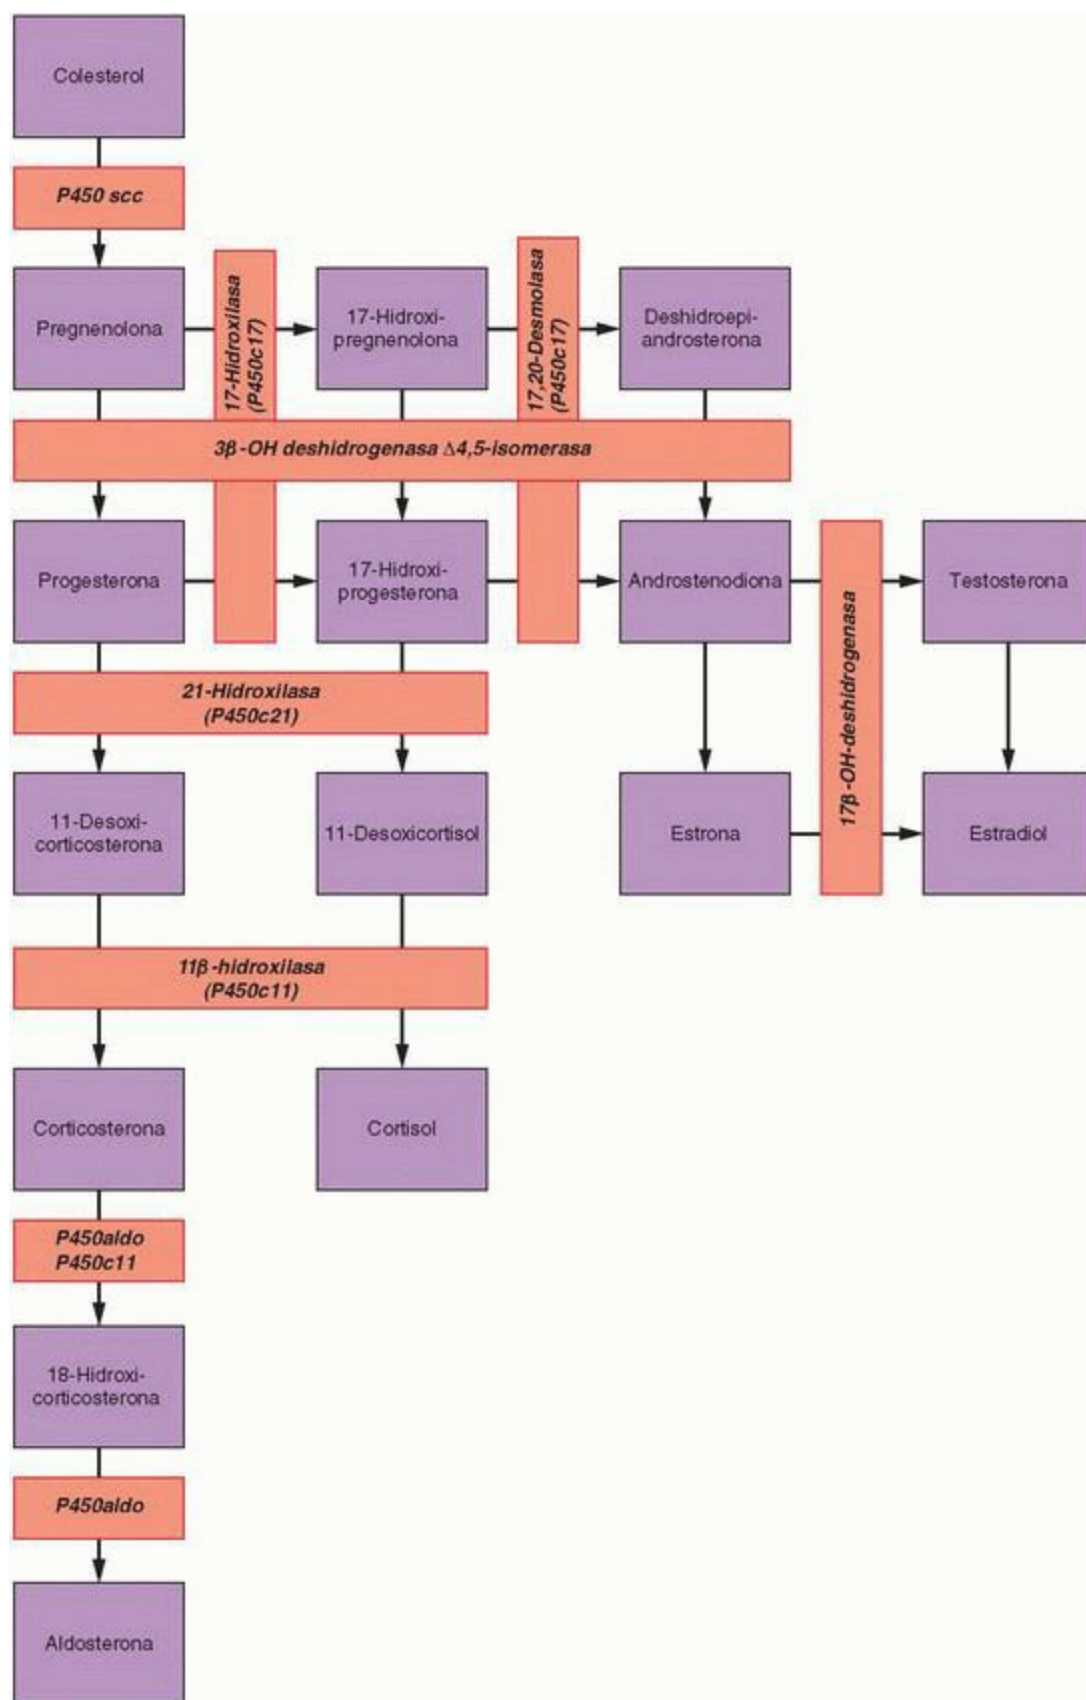 Colesterol
P450 scc
Pregnenolona
17-Hidroxilasa
(P450c17)
17-Hidroxi-
pregnenolona
17,20-Desmolasa
(P450c17)
Deshidroepi-
androsterona
3β-OH deshidrogenasa Δ4,5-isomerasa
Progesterona
17-Hidroxi-
progesterona
Androstenodiona
17β-OH-deshidrogenasa
Testosterona
21-Hidroxilasa
(P450c21)
11-Desoxi-
corticosterona
11-Desoxicortisol
Estrona
Estradiol
11β-hidroxilasa
(P450c11)
Corticosterona
Cortisol
P450aldo
P450c11
18-Hidroxi-
corticosterona
P450aldo
Aldosterona